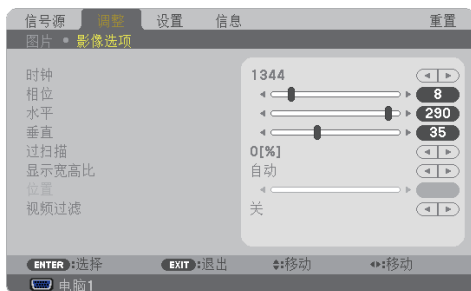 信号源 调整 设置 信息 重置
图片 • 影像选项
时钟 1344
相位 8
水平 290
垂直 35
过扫描 0[%]
显示宽高比 自动
位置
视频过滤 关
ENTER:选择 EXIT:退出 :移动 :移动
电脑1